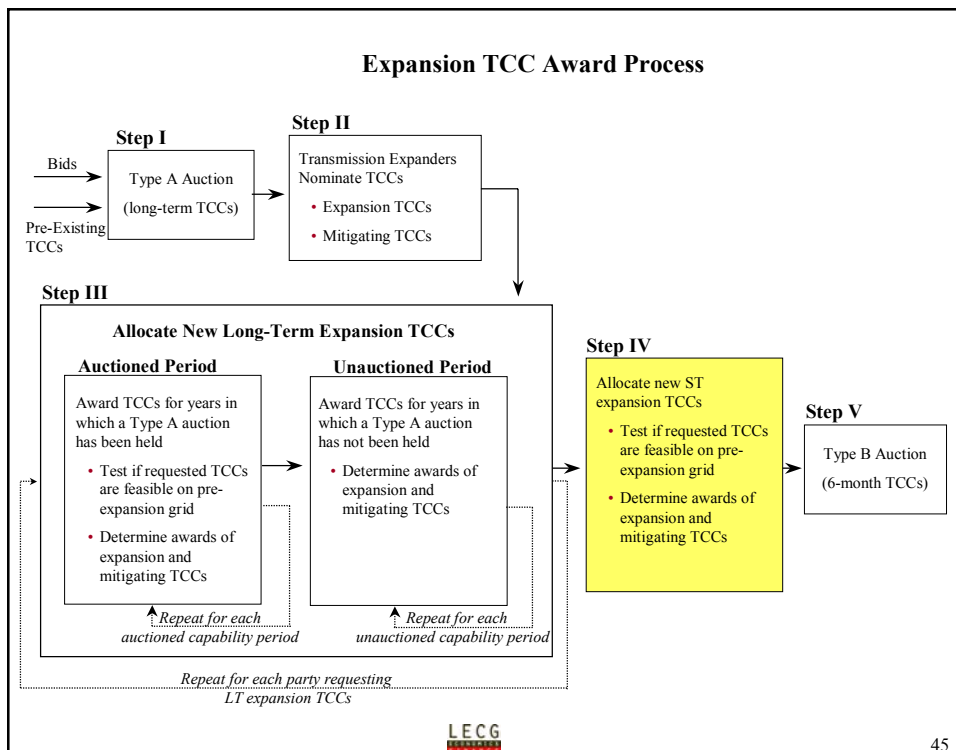 Expansion TCC Award Process
Step I
Bids
Pre-Existing
TCCs
Type A Auction
(long-term TCCs)
Step II
Transmission Expanders
Nominate TCCs
• Expansion TCCs
• Mitigating TCCs
Step III
Allocate New Long-Term Expansion TCCs
Auctioned Period
Award TCCs for years in
which a Type A auction
has been held
• Test if requested TCCs
are feasible on pre-
expansion grid
• Determine awards of
expansion and
mitigating TCCs
Repeat for each
auctioned capability period
Unauctioned Period
Award TCCs for years in
which a Type A auction
has not been held
• Determine awards of
expansion and
mitigating TCCs
Repeat for each
unauctioned capability period
Repeat for each party requesting
LT expansion TCCs
Step IV
Allocate new ST
expansion TCCs
• Test if requested TCCs
are feasible on pre-
expansion grid
• Determine awards of
expansion and
mitigating TCCs
Step V
Type B Auction
(6-month TCCs)
LECG
45